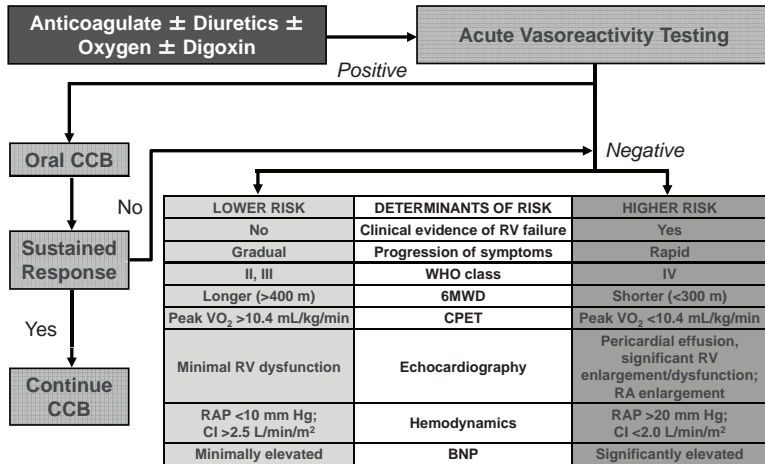 Anticoagulate ± Diuretics ±
Oxygen ± Digoxin
Acute Vasoreactivity Testing
Positive
Oral CCB
Negative
No
Sustained
Response
Yes
Continue
CCB
LOWER RISK DETERMINANTS OF RISK HIGHER RISK
No Clinical evidence of RV failure Yes
Gradual Progression of symptoms Rapid
II, III WHO class IV
Longer (>400 m) 6MWD Shorter (<300 m)
Peak VO₂ >10.4 mL/kg/min CPET Peak VO₂ <10.4 mL/kg/min
Minimal RV dysfunction Echocardiography Pericardial effusion,
significant RV
enlargement/dysfunction;
RA enlargement
RAP <10 mm Hg; Hemodynamics RAP >20 mm Hg;
CI >2.5 L/min/m² CI <2.0 L/min/m²
Minimally elevated BNP Significantly elevated